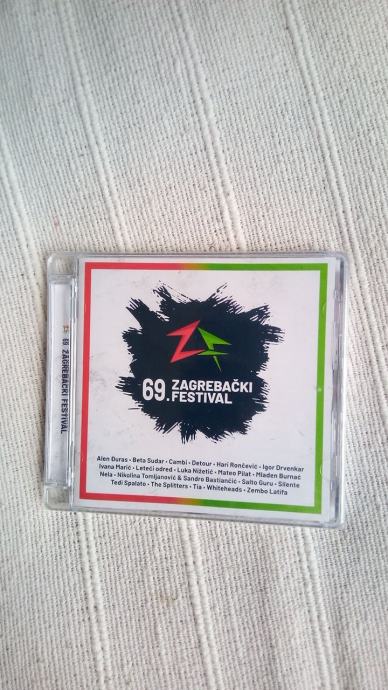 69. ZAGREBAČKI
FESTIVAL
Alen Đuras • Beta Sudar • Cambi • Detour • Hari Rončević • Igor Drvenkar
Ivana Marić • Leteći odred • Luka Nižetić • Mateo Pilat • Mladen Burnać
Nela • Nikolina Tomljanović & Sandro Bastiančić • Salto Guru • Silente
Tedi Spalato • The Splitters • Tia • Whiteheads • Zembo Latifa
69. ZAGREBAČKI FESTIVAL